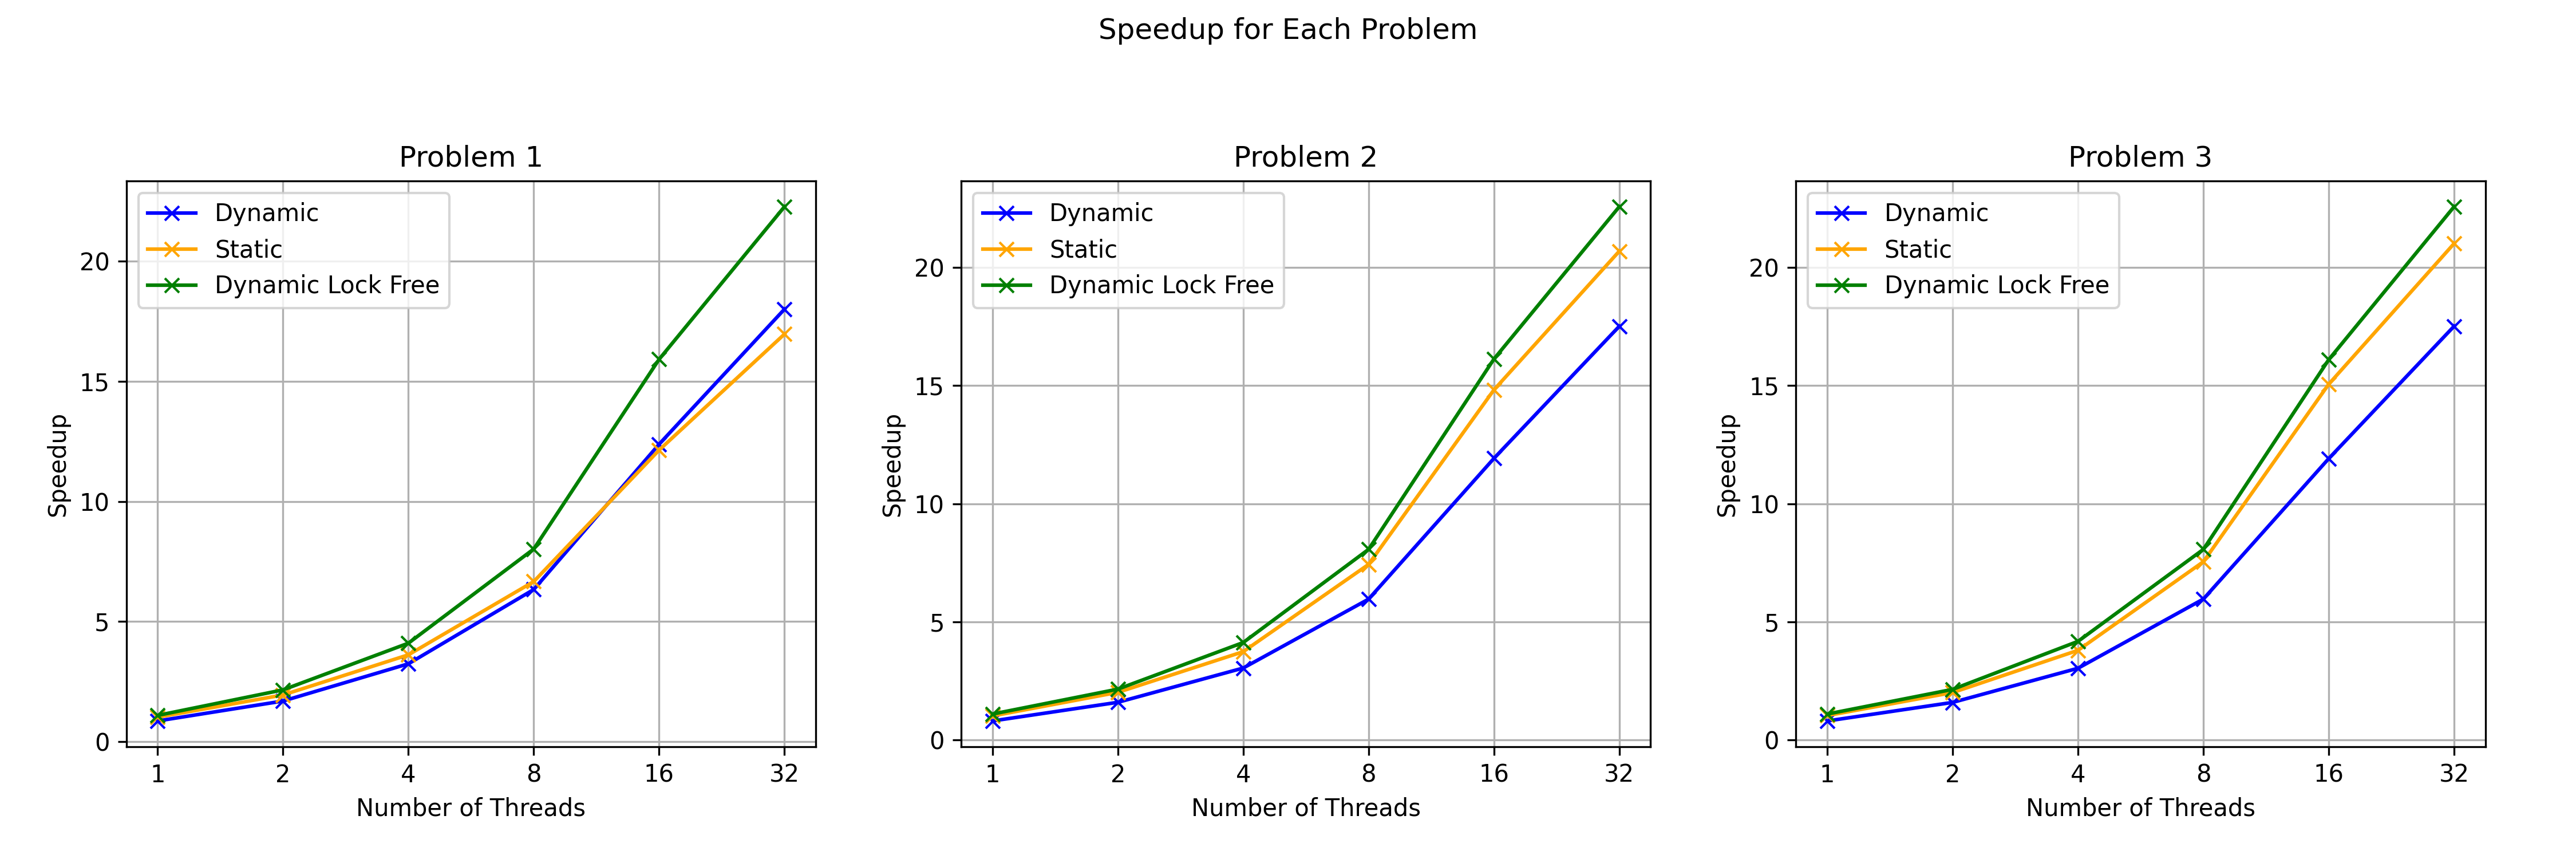 Speedup for Each Problem
Problem 1
Dynamic
Static
Dynamic Lock Free
Speedup
20
15
10
5
0
1 2 4 8 16 32
Number of Threads
Problem 2
Dynamic
Static
Dynamic Lock Free
Speedup
20
15
10
5
0
1 2 4 8 16 32
Number of Threads
Problem 3
Dynamic
Static
Dynamic Lock Free
Speedup
20
15
10
5
0
1 2 4 8 16 32
Number of Threads